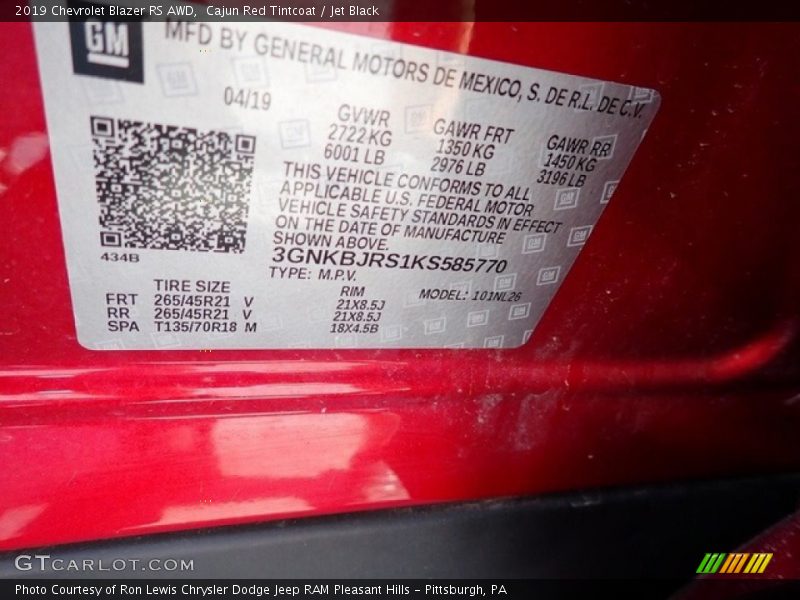 2019 Chevrolet Blazer RS AWD, Cajun Red Tintcoat / Jet Black
GM
MFD BY GENERAL MOTORS DE MEXICO, S. DE R.L. DE C.V.
04/19
GVWR
2722 KG
6001 LB
GAWR FRT
1350 KG
2976 LB
GAWR RR
1450 KG
3196 LB
THIS VEHICLE CONFORMS TO ALL
APPLICABLE U.S. FEDERAL MOTOR
VEHICLE SAFETY STANDARDS IN EFFECT
ON THE DATE OF MANUFACTURE
SHOWN ABOVE.
434B
3GNKBJRS1KS585770
TYPE: M.P.V.
MODEL: 101NL26
TIRE SIZE RIM
FRT 265/45R21 V 21X8.5J
RR 265/45R21 V 21X8.5J
SPA T135/70R18 M 18X4.5B
GTCARLOT.COM
Photo Courtesy of Ron Lewis Chrysler Dodge Jeep RAM Pleasant Hills - Pittsburgh, PA